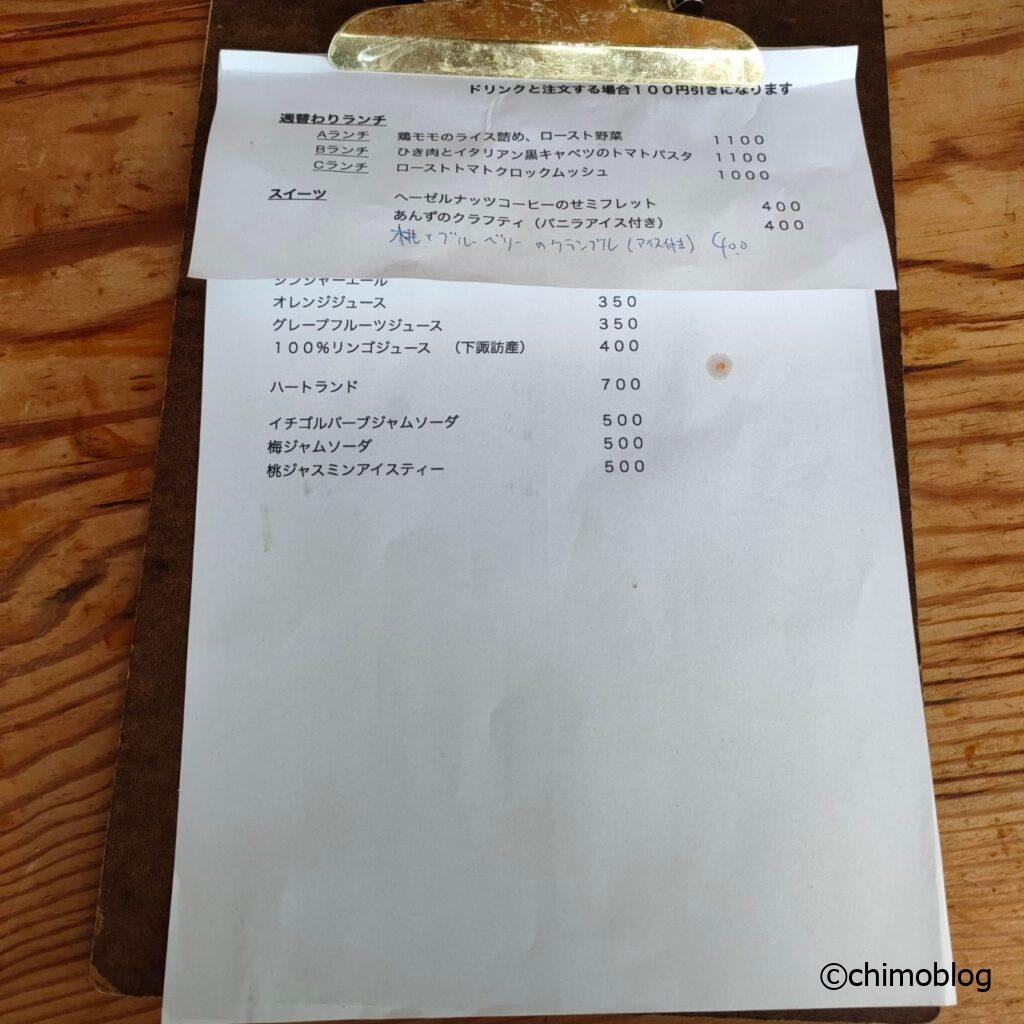 ドリンクと注文する場合100円引きになります
週替わりランチ
Aランチ 鶏モモのライス詰め、ロースト野菜 1100
Bランチ ひき肉とイタリアン黒キャベツのトマトパスタ 1100
Cランチ ローストトマトクロックムッシュ 1000
スイーツ ヘーゼルナッツコーヒーのせミフレット 400
あんずのクラフティ（バニラアイス付き） 400
桃とブルーベリーのクランブル（アイス付き） 400
ジンジャーエール
オレンジジュース 350
グレープフルーツジュース 350
100%リンゴジュース （下諏訪産） 400
ハートランド 700
イチゴルバーブジャムソーダ 500
梅ジャムソーダ 500
桃ジャスミンアイスティー 500
©chimoblog